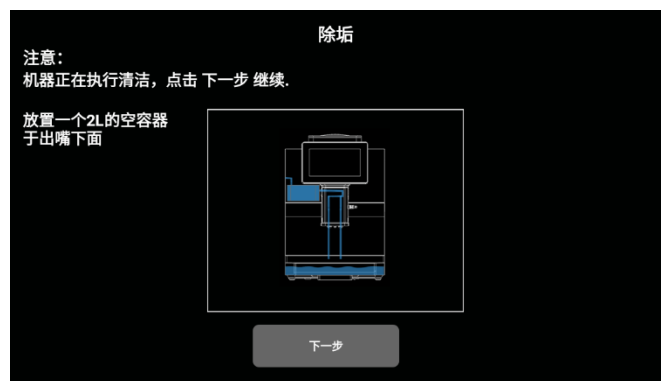 除垢
注意：
机器正在执行清洁，点击 下一步 继续.
放置一个2L的空容器
于出嘴下面
下一步